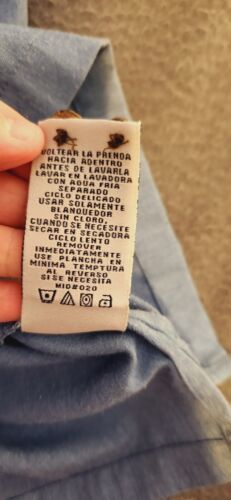 VOLTEAR LA PRENDA
HACIA ADENTRO
ANTES DE LAVARLA
LAVAR EN LAVADORA
CON AGUA FRIA
SEPARADO
CICLO DELICADO
USAR SOLAMENTE
BLANQUEDOR
SIN CLORO,
CUANDO SE NECESITE
SECAR EN SECADORA
CICLO LENTO
REMOVER
INMEDIATAMENTE
USE PLANCHA EN
MINIMA TEMPTURA
AL REVERSO
SI SE NECESITA
MIO#020